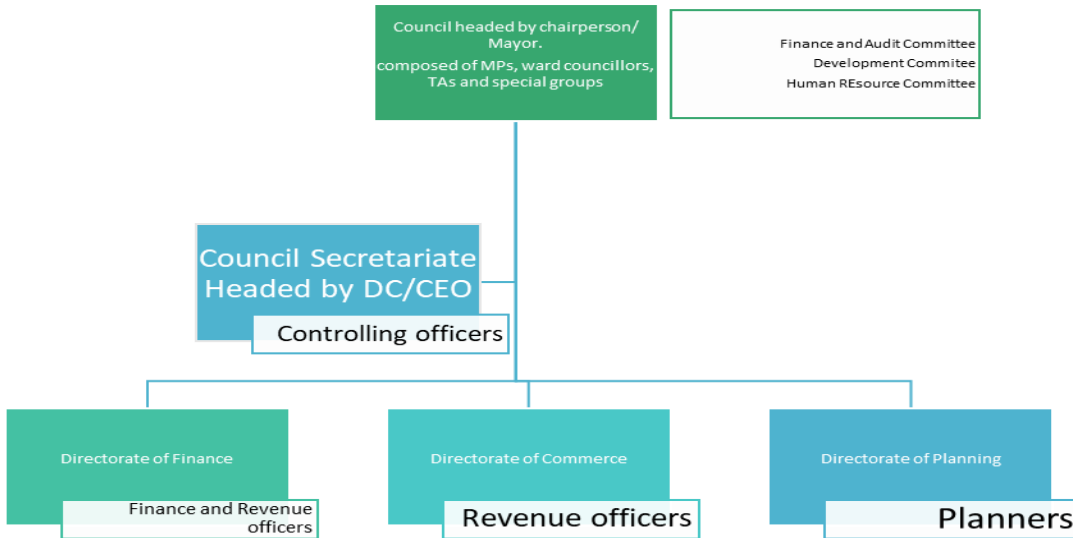 Council headed by chairperson/
Mayor.
composed of MPs, ward councillors,
TAs and special groups
Finance and Audit Committee
Development Commitee
Human REsource Committee
Council Secretariate
Headed by DC/CEO
Controlling officers
Directorate of Finance
Finance and Revenue
officers
Directorate of Commerce
Revenue officers
Directorate of Planning
Planners